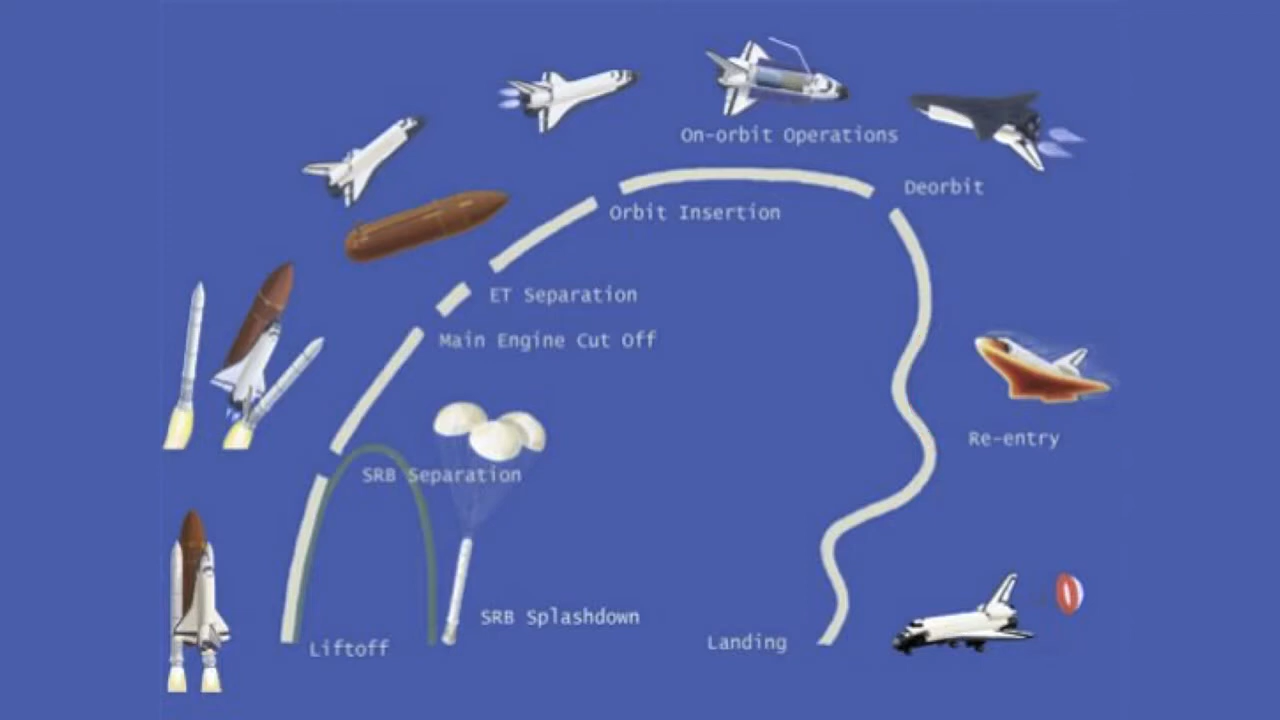 On-orbit Operations
Deorbit
Orbit Insertion
ET Separation
Main Engine Cut Off
Re-entry
SRB Separation
SRB Splashdown
Landing
Liftoff